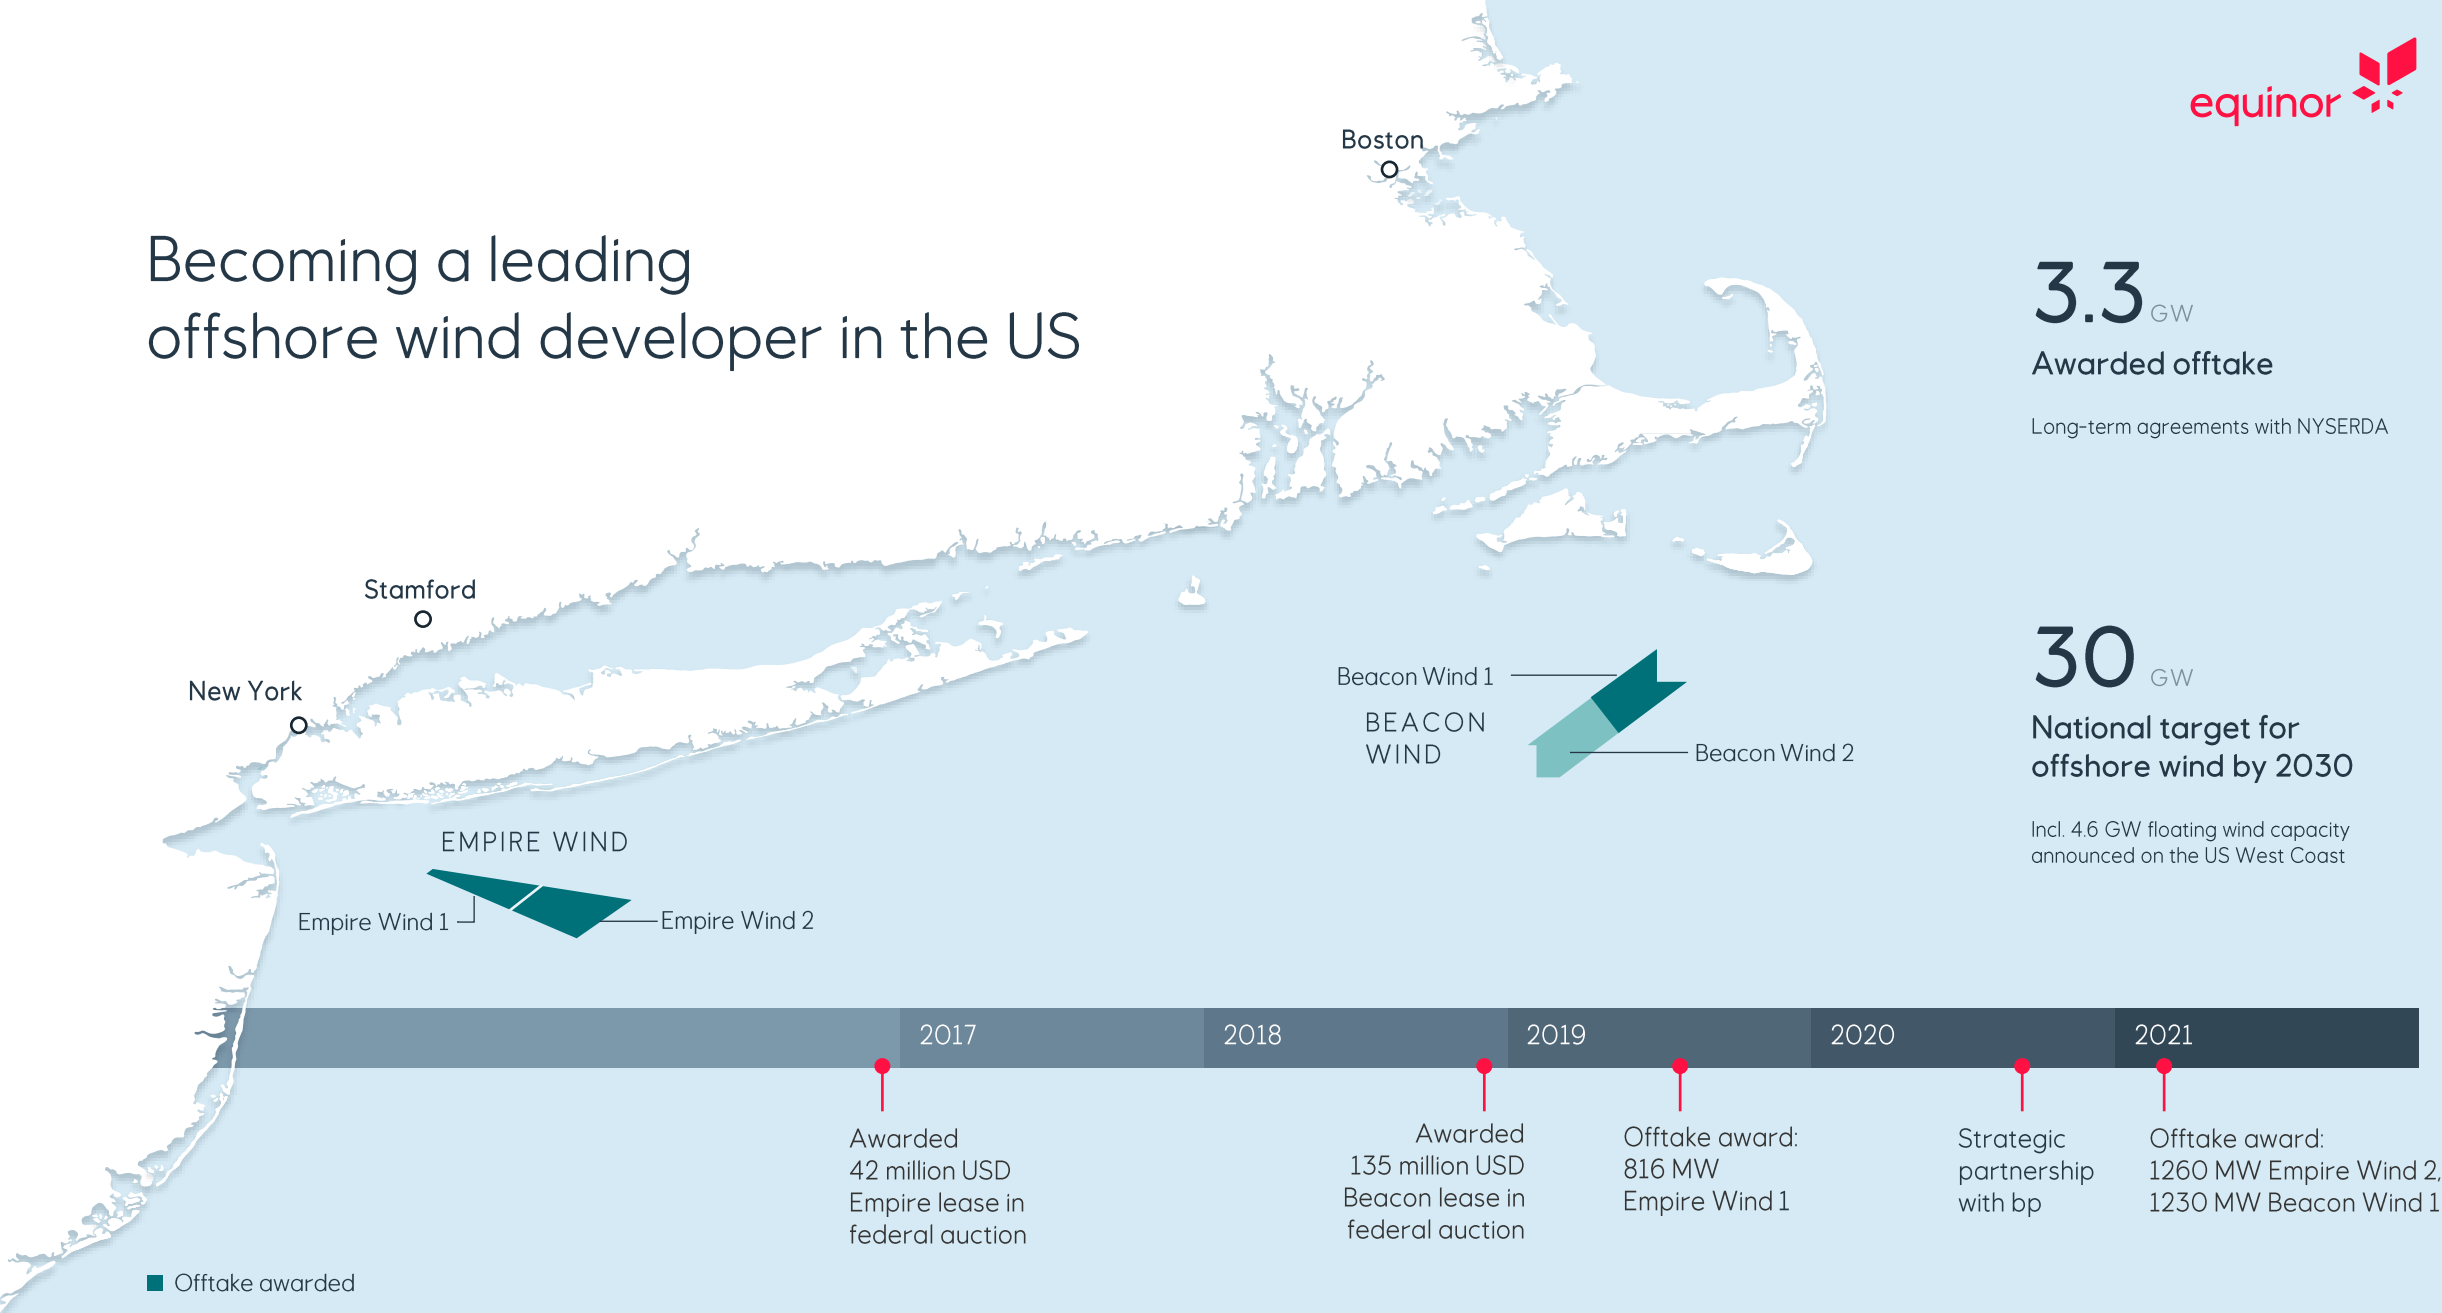 equinor
Boston
Becoming a leading
offshore wind developer in the US
3.3 GW
Awarded offtake
Long-term agreements with NYSERDA
Stamford
New York
30 GW
National target for
offshore wind by 2030
Incl. 4.6 GW floating wind capacity
announced on the US West Coast
Beacon Wind 1
BEACON
WIND
Beacon Wind 2
EMPIRE WIND
Empire Wind 1
Empire Wind 2
2017
2018
2019
2020
2021
Awarded
42 million USD
Empire lease in
federal auction
Awarded
135 million USD
Beacon lease in
federal auction
Offtake award:
816 MW
Empire Wind 1
Strategic
partnership
with bp
Offtake award:
1260 MW Empire Wind 2,
1230 MW Beacon Wind 1
Offtake awarded